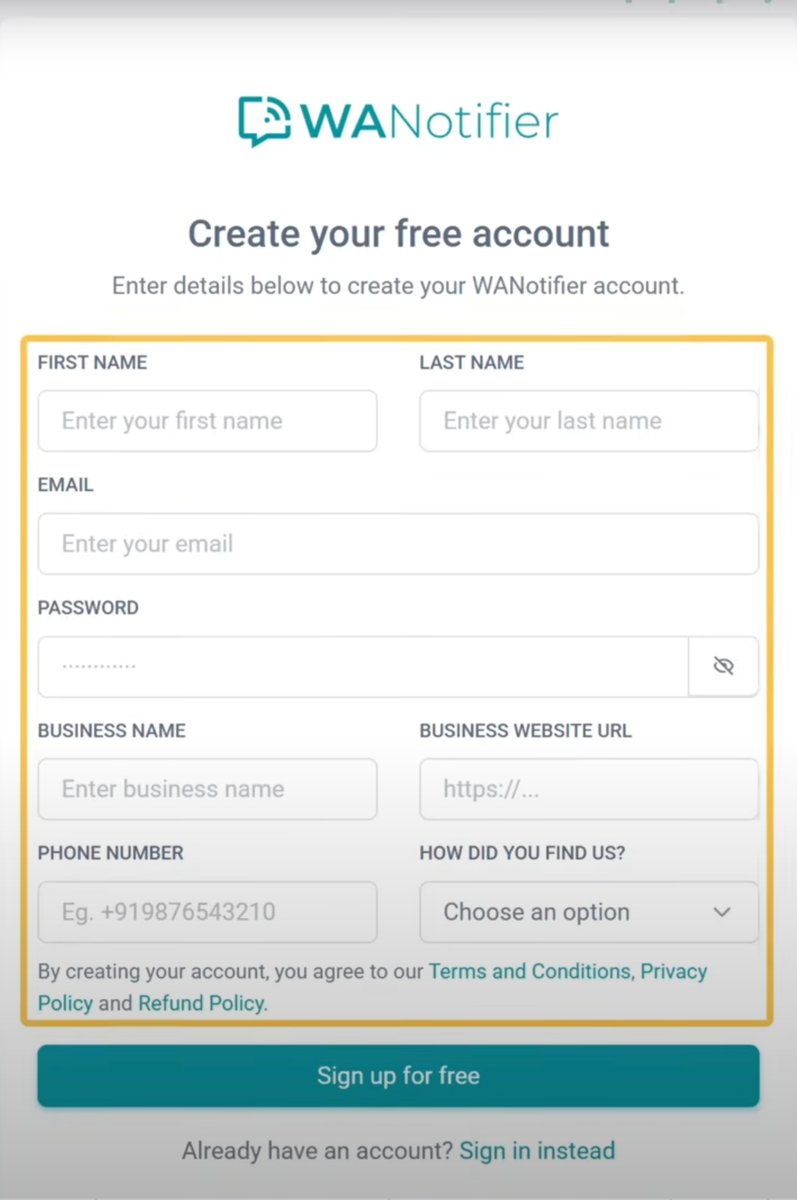 WANotifier
Create your free account
Enter details below to create your WANotifier account.
FIRST NAME
LAST NAME
Enter your first name
Enter your last name
EMAIL
Enter your email
PASSWORD
············
BUSINESS NAME
BUSINESS WEBSITE URL
Enter business name
https://...
PHONE NUMBER
HOW DID YOU FIND US?
Eg. +919876543210
Choose an option
By creating your account, you agree to our Terms and Conditions, Privacy
Policy and Refund Policy.
Sign up for free
Already have an account? Sign in instead